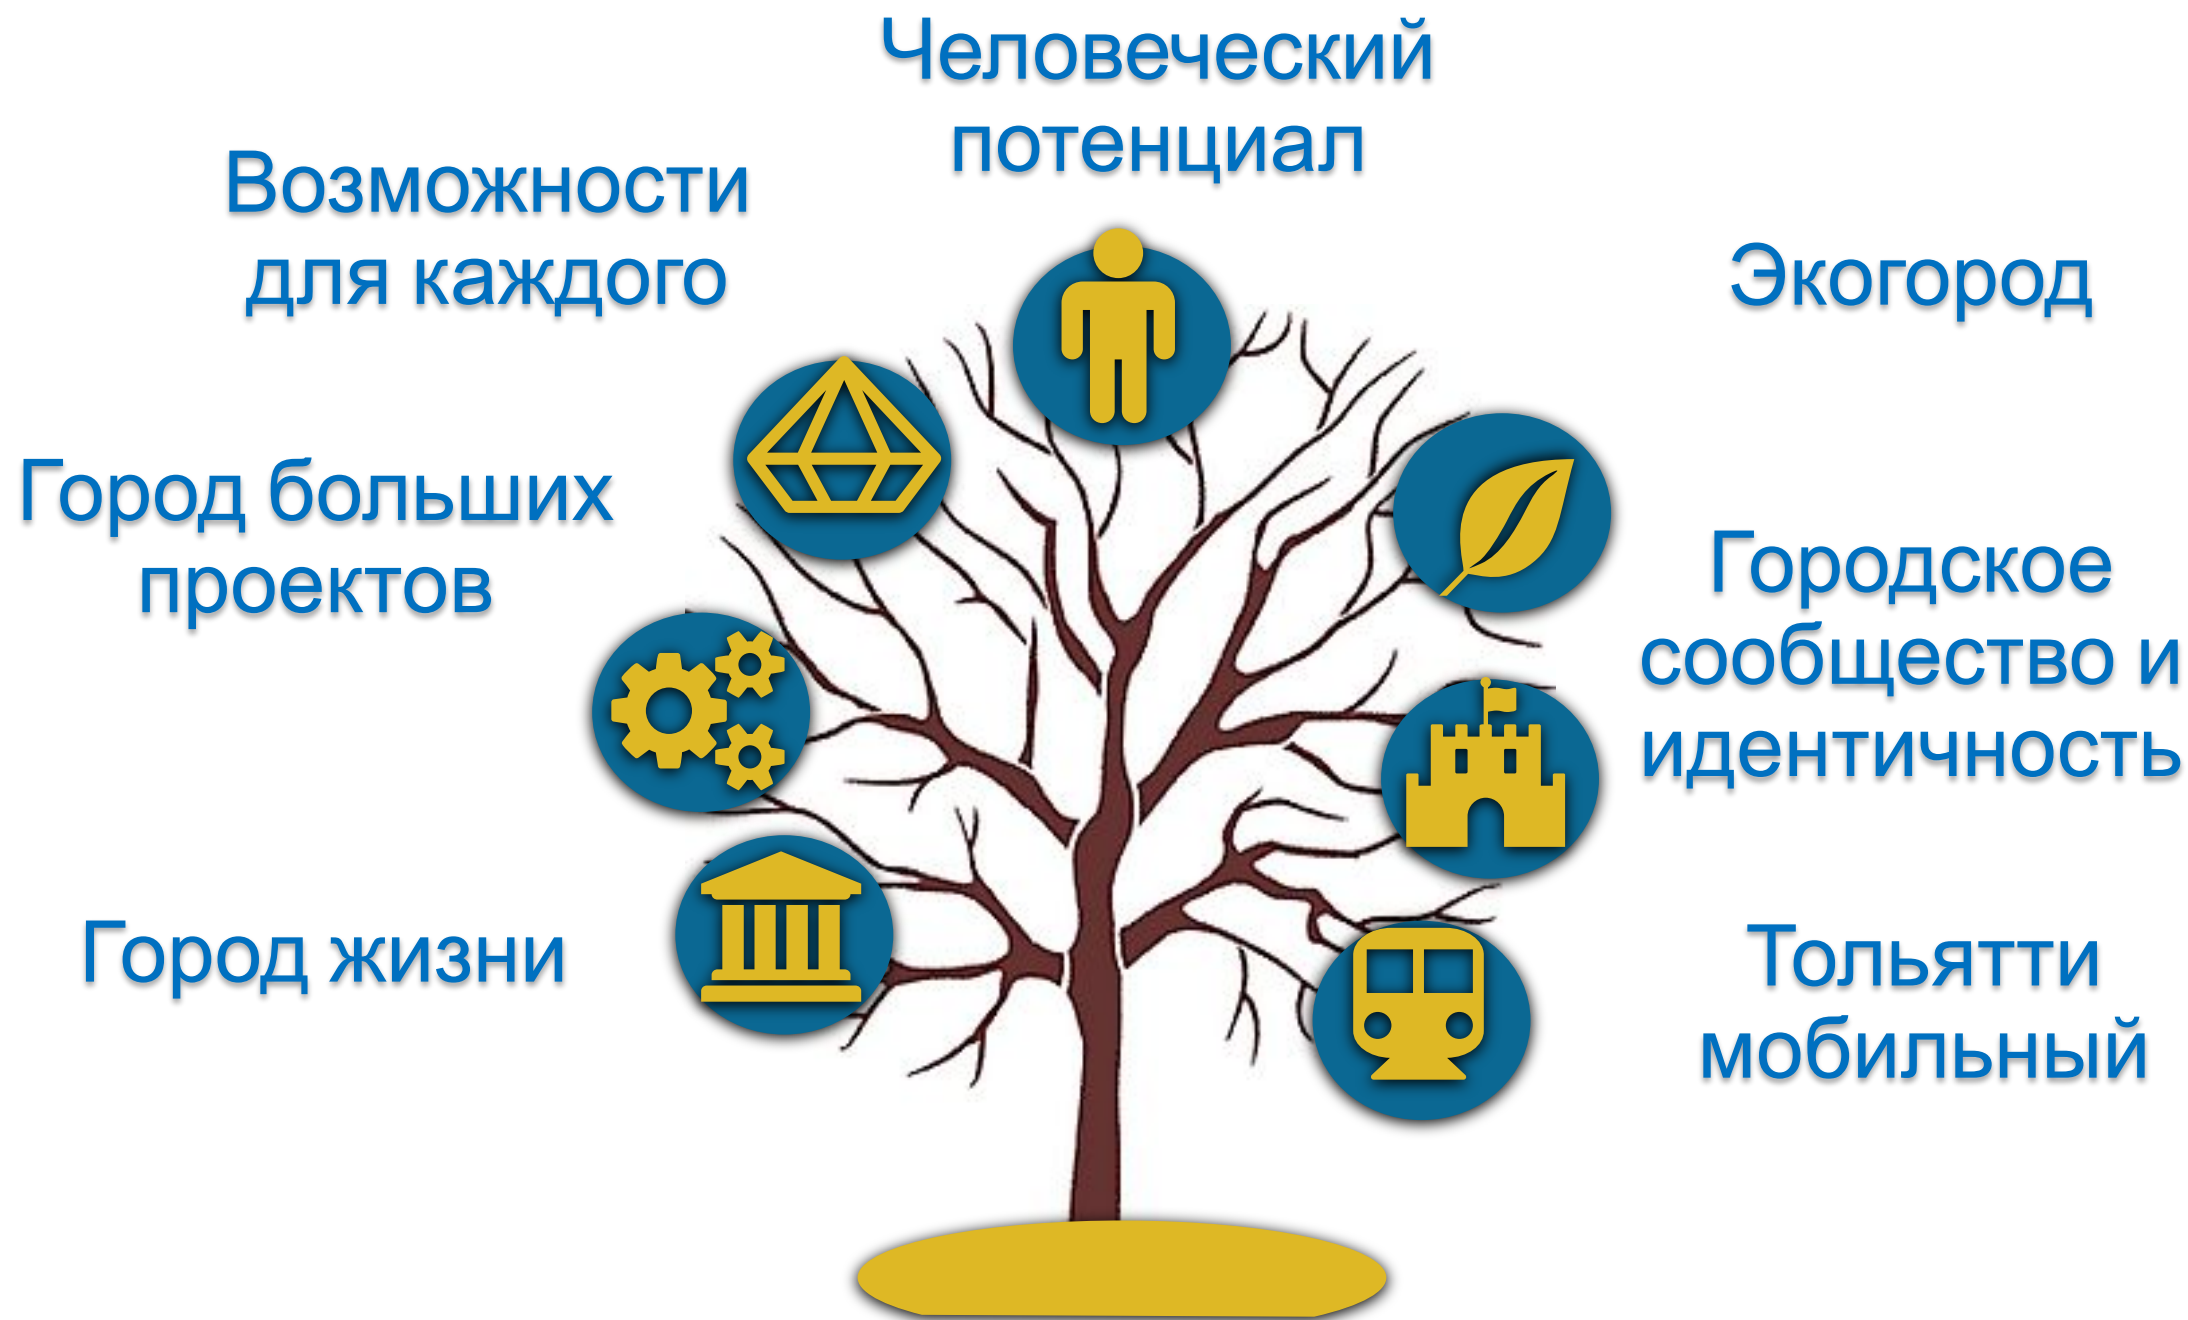 Человеческий
потенциал
Возможности
для каждого
Экогород
Город больших
проектов
Городское
сообщество и
идентичность
Город жизни
Тольятти
мобильный